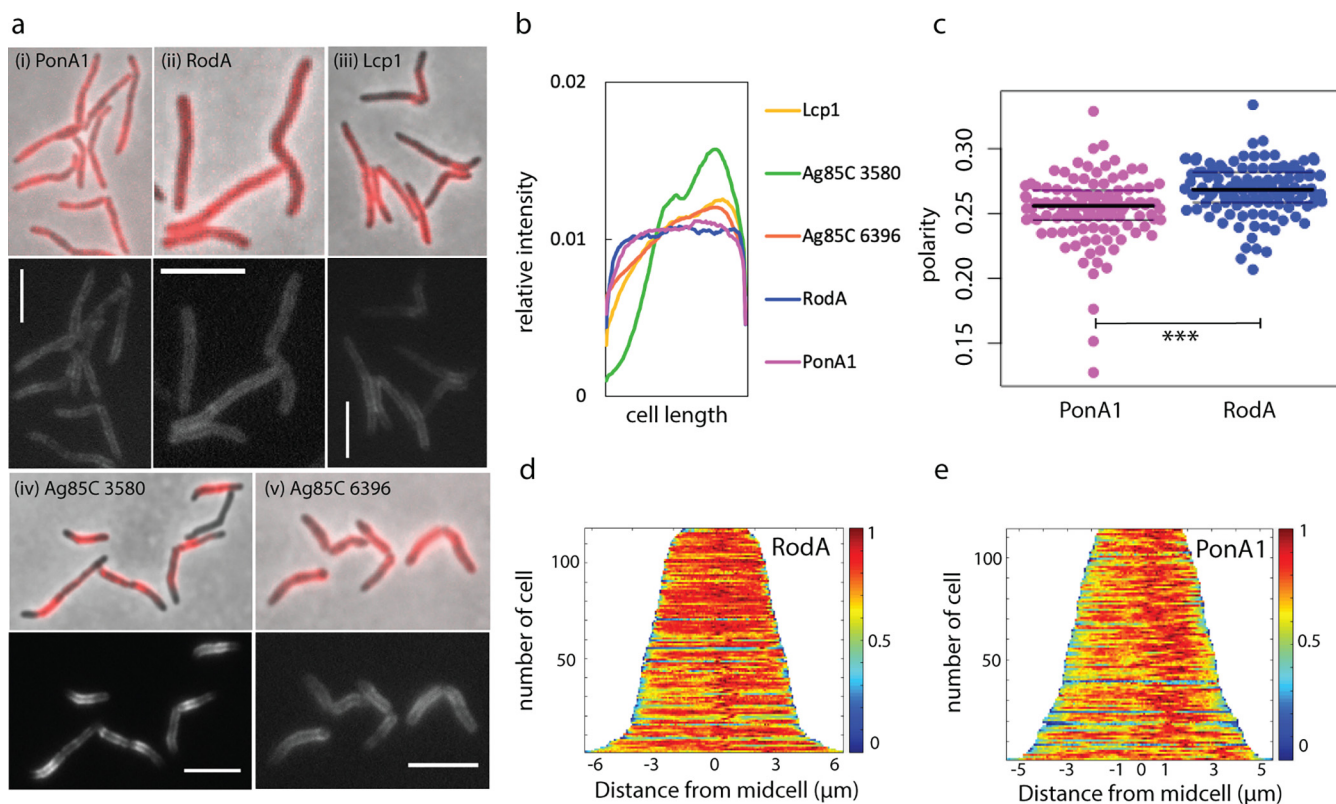 a
(i) PonA1
(ii) RodA
(iii) Lcp1
(iv) Ag85C 3580
(v) Ag85C 6396
b
0.02
0.01
0
relative intensity
cell length
Lcp1
Ag85C 3580
Ag85C 6396
RodA
PonA1
c
0.30
0.25
0.20
0.15
polarity
***
PonA1
RodA
d
RodA
100
50
number of cell
-6
-3
0
3
6
Distance from midcell (μm)
1
0.5
0
e
PonA1
100
50
number of cell
-5
-3
-1
0
1
3
5
Distance from midcell (μm)
1
0.5
0